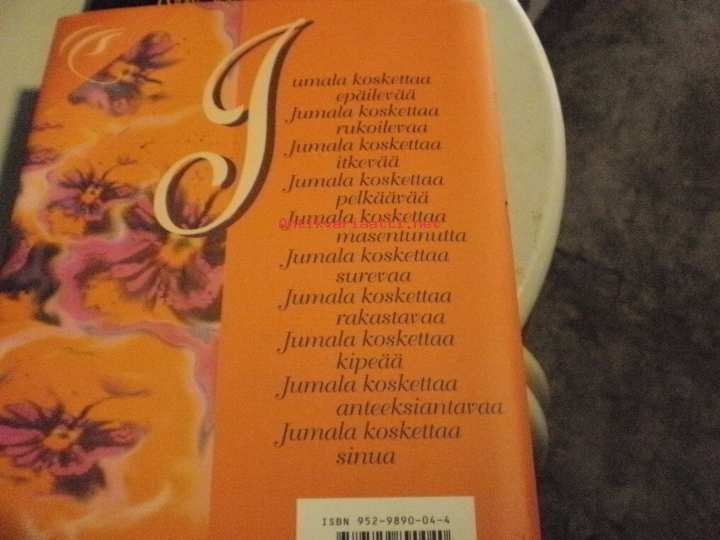 Jumala koskettaa
epäilevää
Jumala koskettaa
rukoilevaa
Jumala koskettaa
itkevää
Jumala koskettaa
pelkäävää
Jumala koskettaa
masentunutta
Jumala koskettaa
surevaa
Jumala koskettaa
rakastavaa
Jumala koskettaa
kipeää
Jumala koskettaa
anteeksiantavaa
Jumala koskettaa
sinua
ISBN 952-9890-04-4